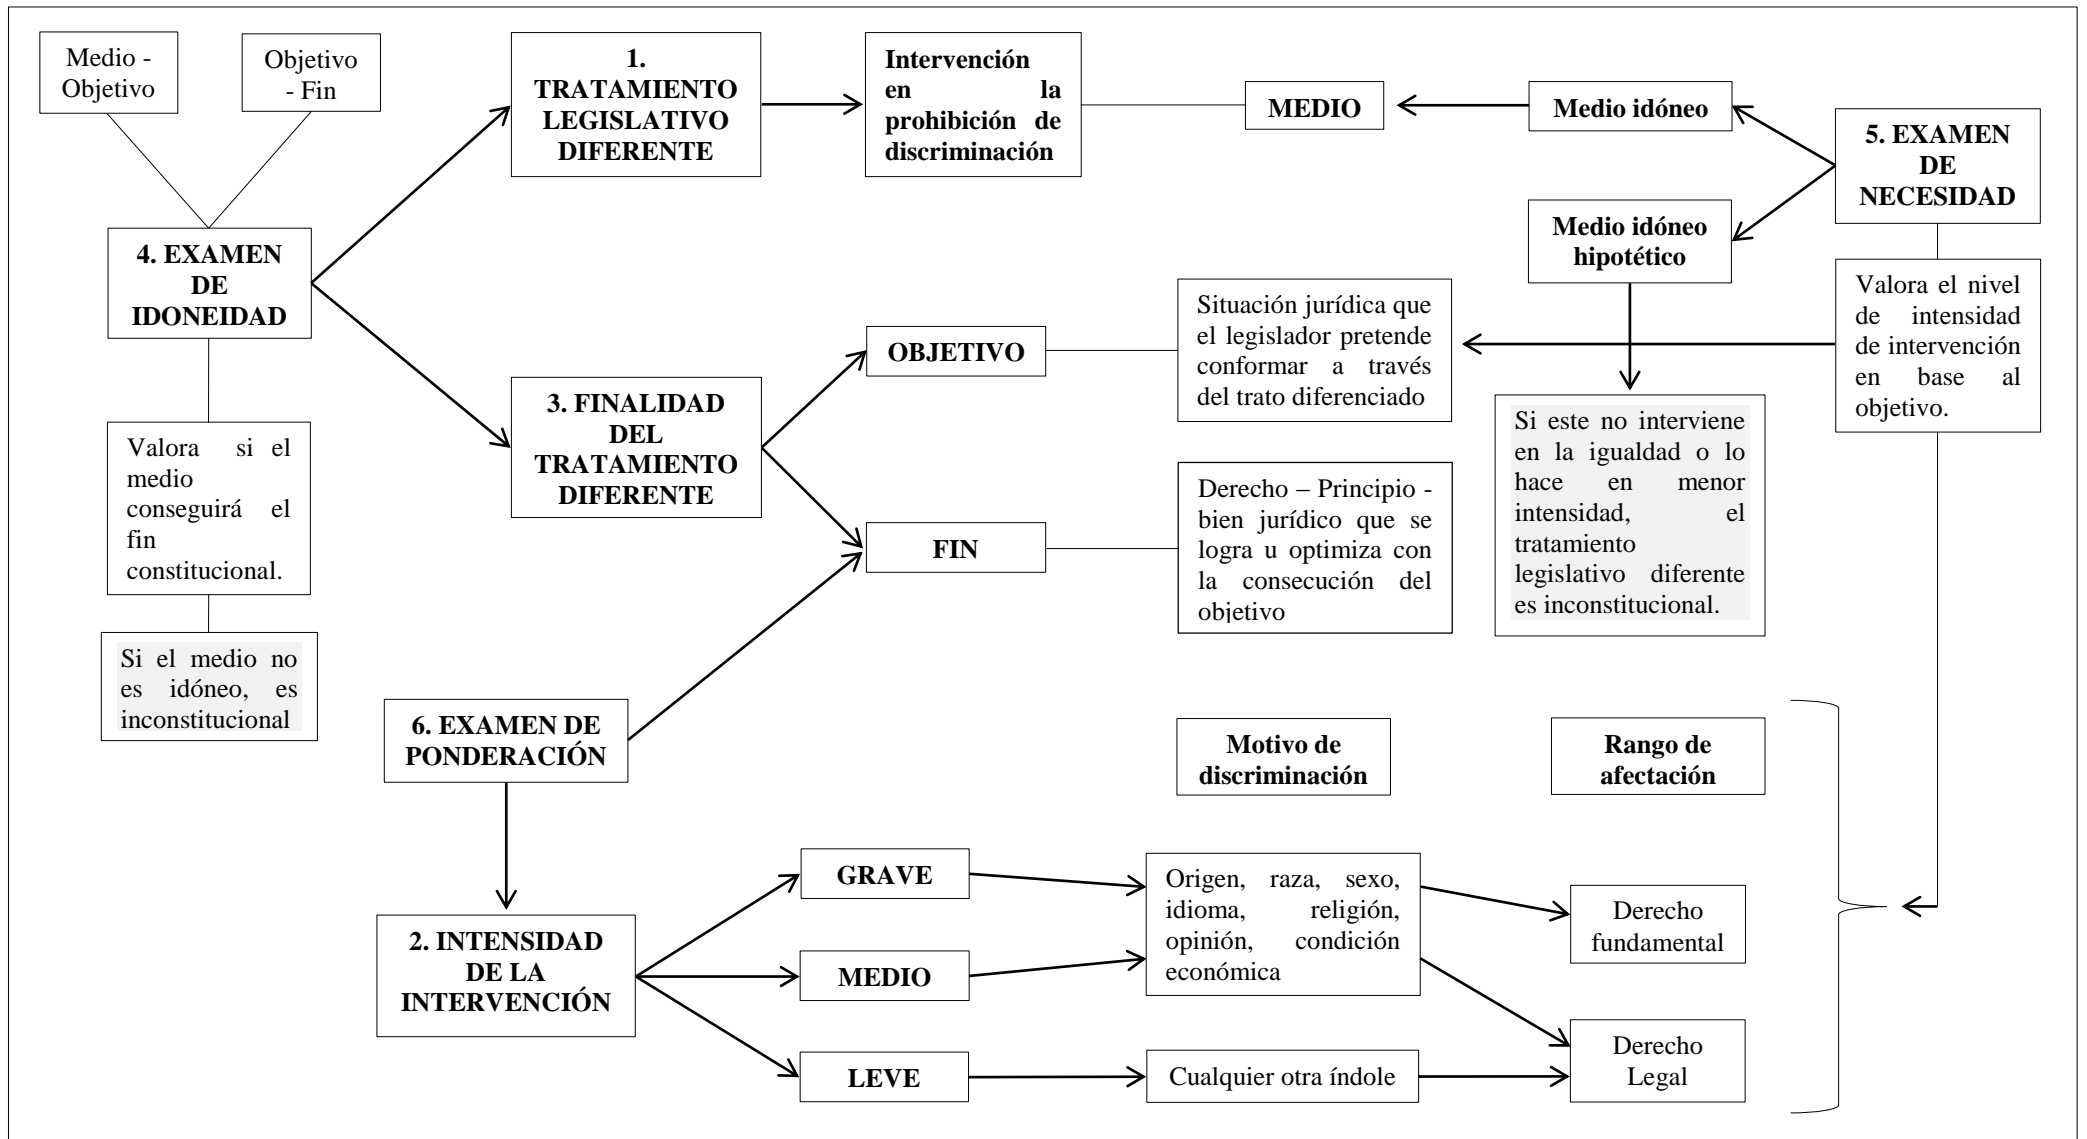 Medio -
Objetivo
Objetivo
- Fin
1.
TRATAMIENTO
LEGISLATIVO
DIFERENTE
Intervención
en la
prohibición de
discriminación
MEDIO
Medio idóneo
5. EXAMEN
DE
NECESIDAD
Medio idóneo
hipotético
4. EXAMEN
DE
IDONEIDAD
Valora el nivel
de intensidad
de intervención
en base al
objetivo.
Situación jurídica que
el legislador pretende
conformar a través
del trato diferenciado
OBJETIVO
3. FINALIDAD
DEL
TRATAMIENTO
DIFERENTE
Si este no interviene
en la igualdad o lo
hace en menor
intensidad, el
tratamiento
legislativo diferente
es inconstitucional.
Valora si el
medio
conseguirá el
fin
constitucional.
Derecho – Principio -
bien jurídico que se
logra u optimiza con
la consecución del
objetivo
FIN
Si el medio no
es idóneo, es
inconstitucional
6. EXAMEN DE
PONDERACIÓN
Motivo de
discriminación
Rango de
afectación
GRAVE
Origen, raza, sexo,
idioma, religión,
opinión, condición
económica
Derecho
fundamental
2. INTENSIDAD
DE LA
INTERVENCIÓN
MEDIO
LEVE
Cualquier otra índole
Derecho
Legal